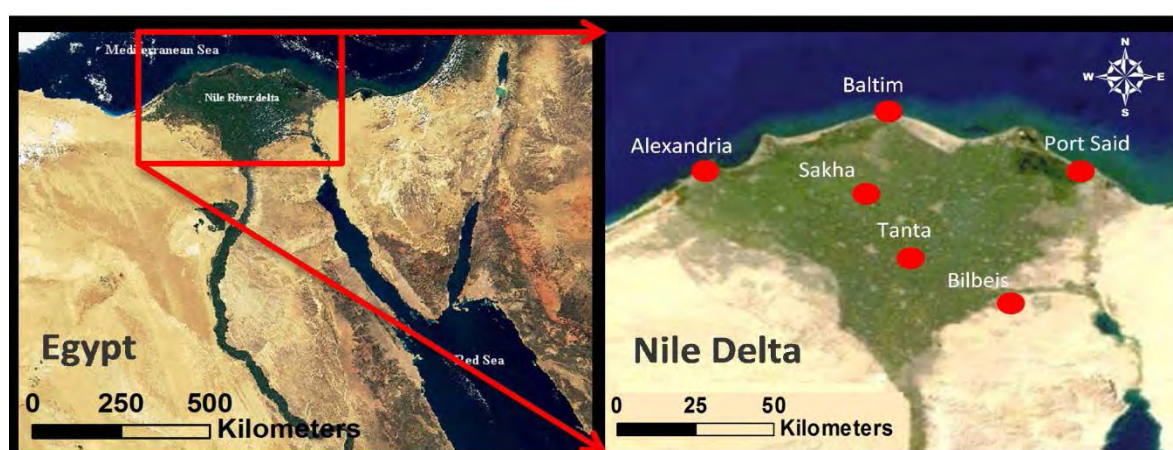 Mediterranean Sea
Nile River delta
Red Sea
Egypt
0 250 500
Kilometers
N
W E
S
Baltim
Alexandria
Port Said
Sakha
Tanta
Bilbeis
Nile Delta
0 25 50
Kilometers